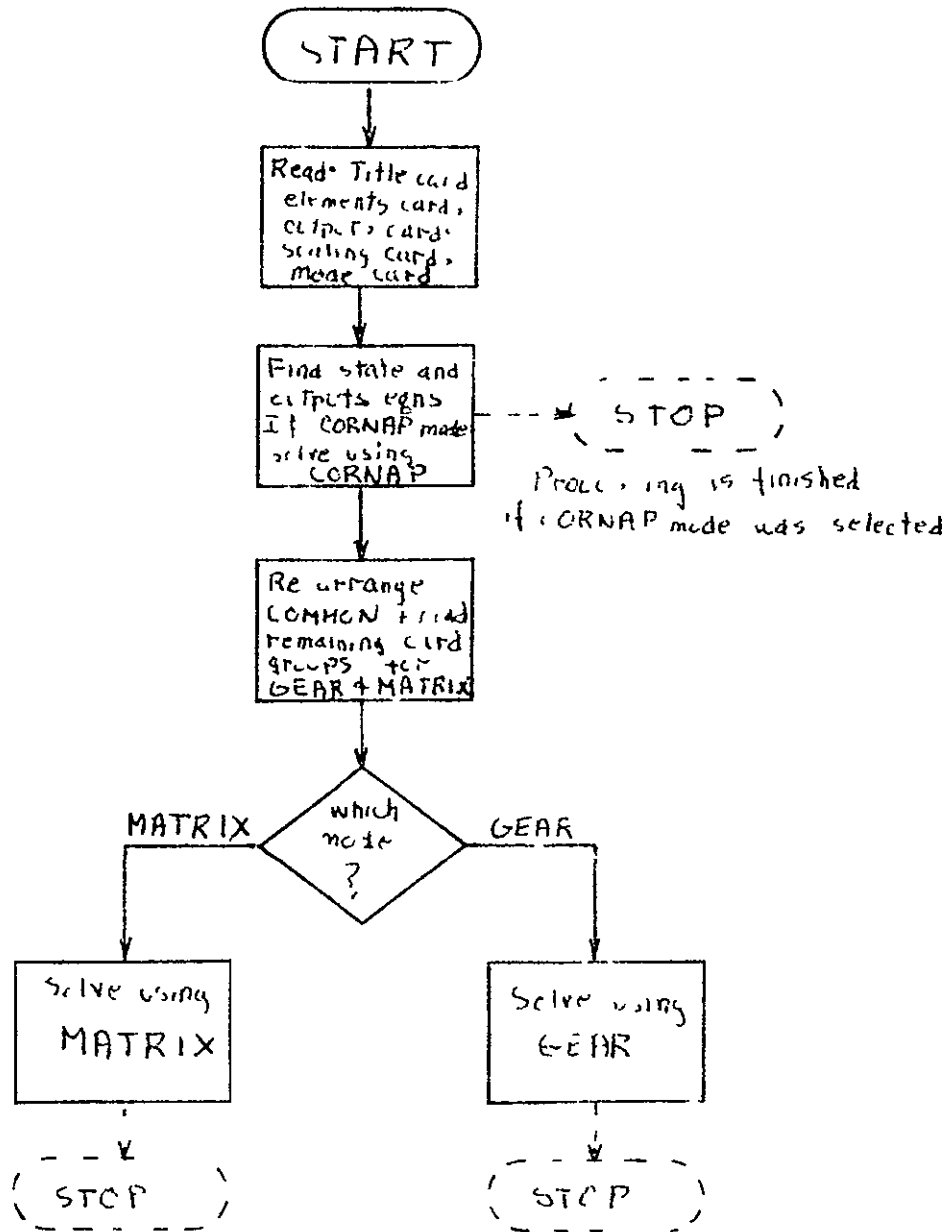 START
Read: Title card
elements card,
outputs card,
scaling card,
mode card
Find state and
outputs eqns
If CORNAP mode
solve using
CORNAP
STOP
is finished
if CORNAP mode was selected
Re arrange
COMMON + read
remaining card
groups for
GEAR + MATRIX
which
mode
?
MATRIX
GEAR
Solve using
MATRIX
Solve using
GEAR
STOP
STOP